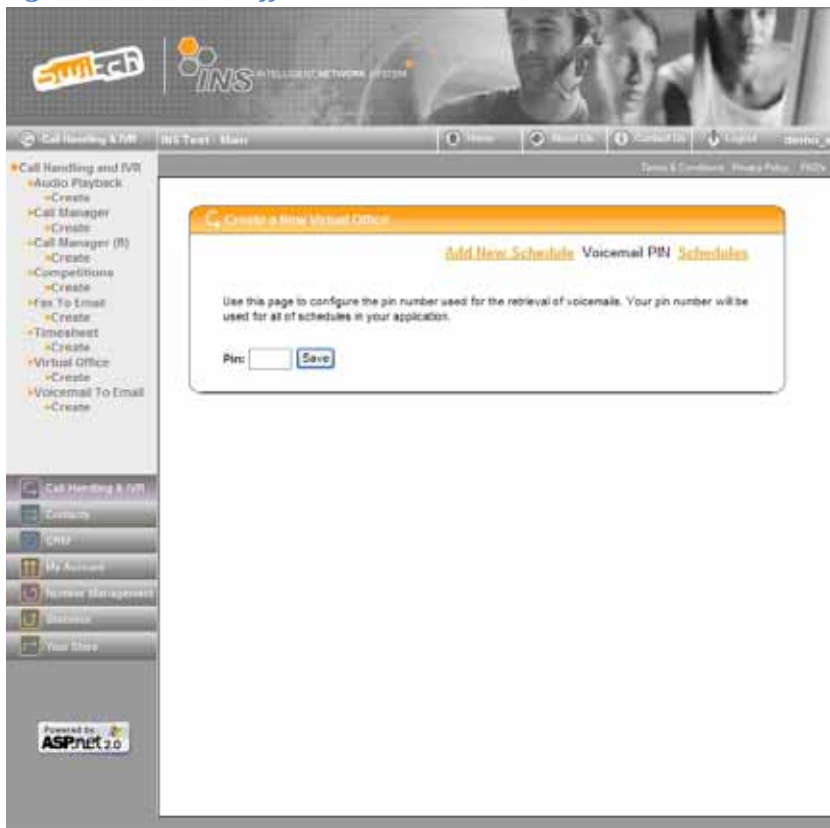 switch
INS INTELLIGENT NETWORK SYSTEM
Call Handling & IVR
INS Test - Main
Home
About Us
Contact Us
Logout
Terms & Conditions Privacy Policy FAQ's
Call Handling and IVR
Audio Playback
Create
Call Manager
Create
Call Manager (R)
Create
Competitions
Create
Fax To Email
Create
Timesheet
Create
Virtual Office
Create
Voicemail To Email
Create
Create a New Virtual Office
Add New Schedule Voicemail PIN Schedules
Use this page to configure the pin number used for the retrieval of voicemails. Your pin number will be
used for all of schedules in your application.
Pin: Save
Call Handling & IVR
Contacts
CRM
My Account
Number Management
Statistics
Your Store
Powered by
ASP.net 2.0